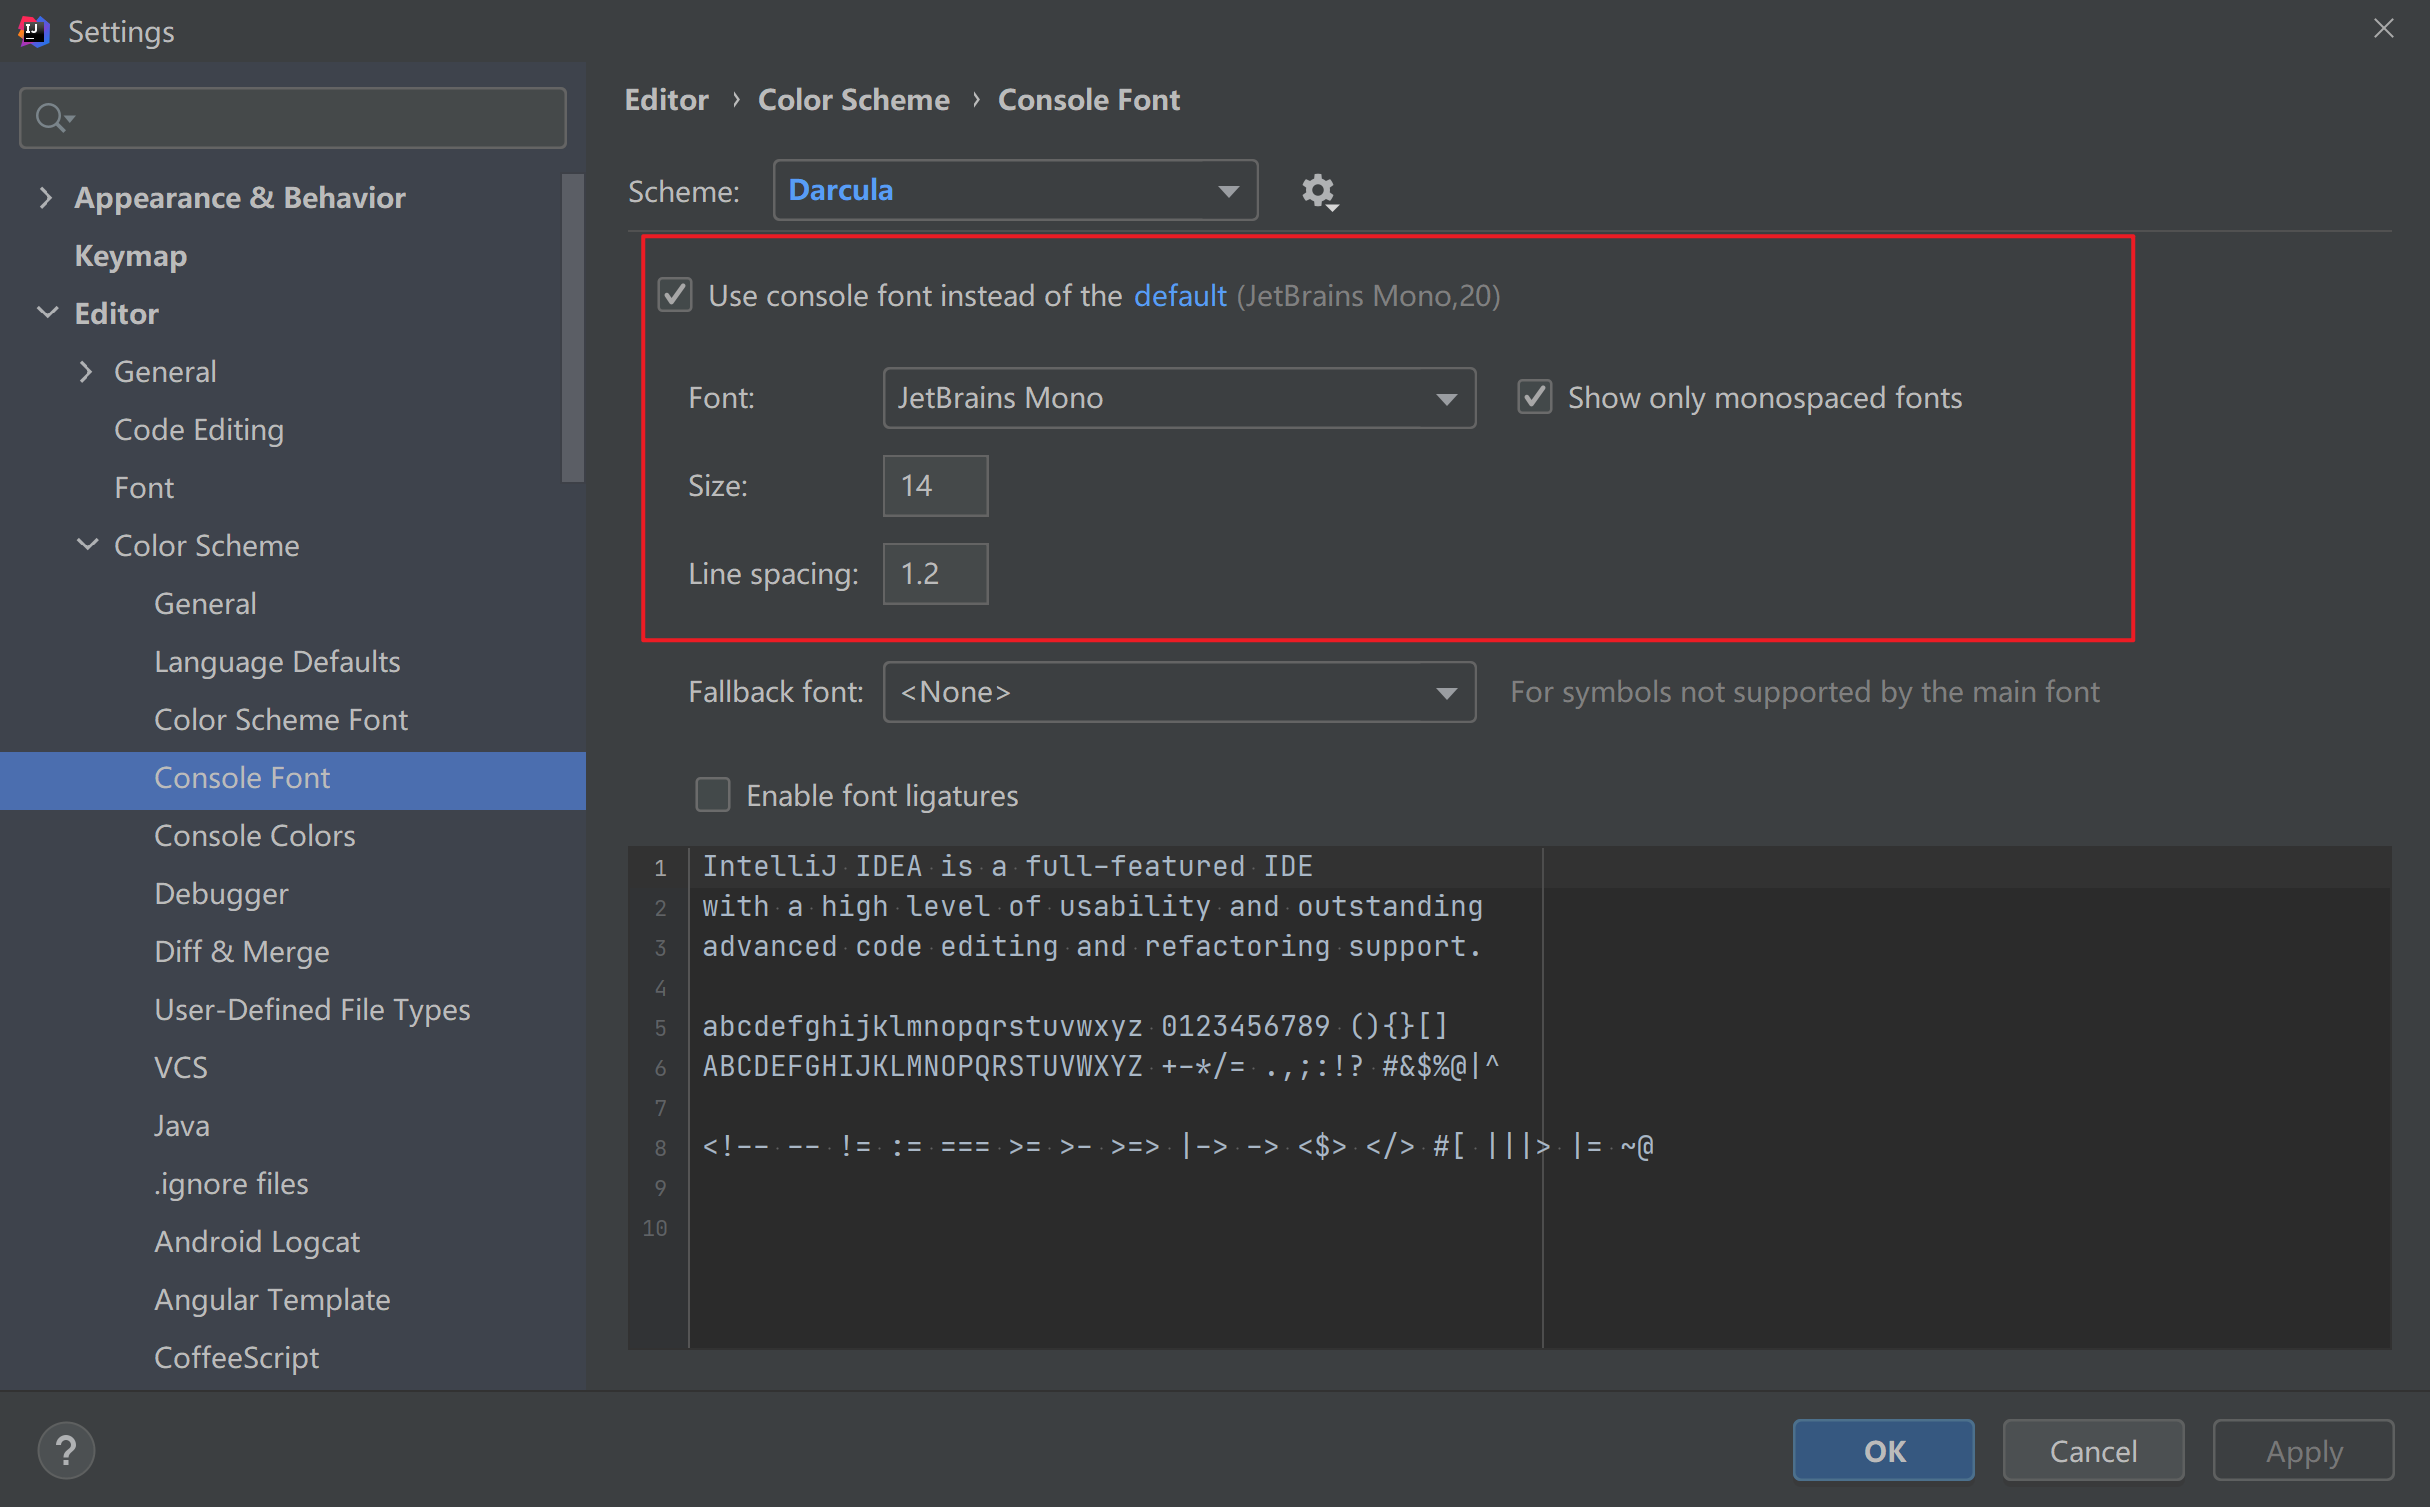 Settings
Appearance & Behavior
Keymap
Editor
General
Code Editing
Font
Color Scheme
General
Language Defaults
Color Scheme Font
Console Font
Console Colors
Debugger
Diff & Merge
User-Defined File Types
VCS
Java
.ignore files
Android Logcat
Angular Template
CoffeeScript
Editor › Color Scheme › Console Font
Scheme: Darcula
Use console font instead of the default (JetBrains Mono,20)
Font: JetBrains Mono Show only monospaced fonts
Size: 14
Line spacing: 1.2
Fallback font: <None> For symbols not supported by the main font
Enable font ligatures
1 IntelliJ IDEA is a full-featured IDE
2 with a high level of usability and outstanding
3 advanced code editing and refactoring support.
4
5 abcdefghijklmnopqrstuvwxyz 0123456789 (){}[]
6 ABCDEFGHIJKLMNOPQRSTUVWXYZ +-*/= .,;:!? #&$%@|^
7
8 <!-- -- != := === >= >- >=> |-> -> <$> </> #[ |||> |= ~@
9
10
? OK Cancel Apply